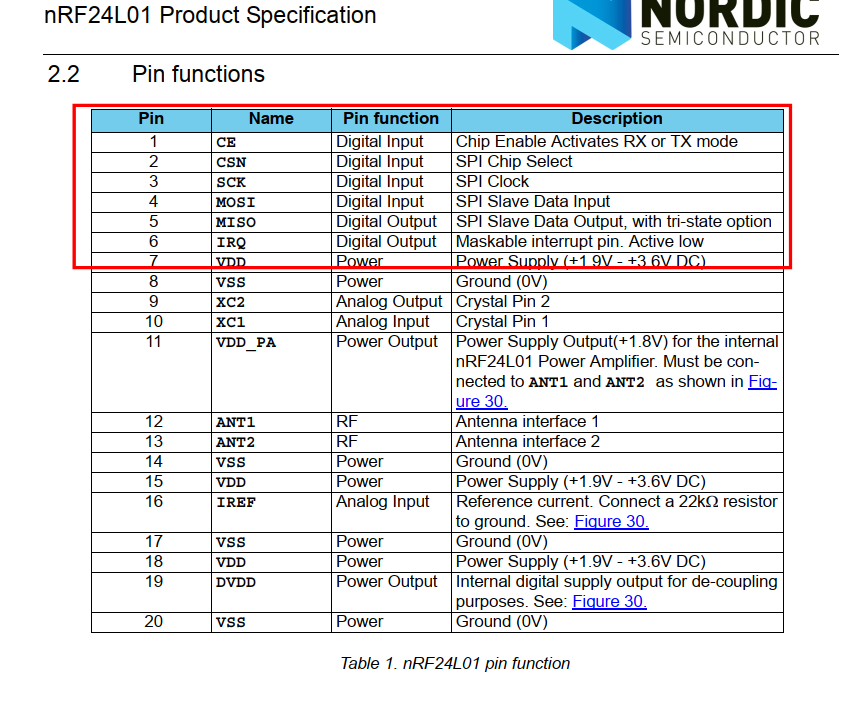 nRF24L01 Product Specification
NORDIC
SEMICONDUCTOR
2.2 Pin functions
Pin Name Pin function Description
1 CE Digital Input Chip Enable Activates RX or TX mode
2 CSN Digital Input SPI Chip Select
3 SCK Digital Input SPI Clock
4 MOSI Digital Input SPI Slave Data Input
5 MISO Digital Output SPI Slave Data Output, with tri-state option
6 IRQ Digital Output Maskable interrupt pin. Active low
7 VDD Power Power Supply (+1.9V - +3.6V DC)
8 VSS Power Ground (0V)
9 XC2 Analog Output Crystal Pin 2
10 XC1 Analog Input Crystal Pin 1
11 VDD_PA Power Output Power Supply Output(+1.8V) for the internal
nRF24L01 Power Amplifier. Must be con-
nected to ANT1 and ANT2 as shown in Fig-
ure 30.
12 ANT1 RF Antenna interface 1
13 ANT2 RF Antenna interface 2
14 VSS Power Ground (0V)
15 VDD Power Power Supply (+1.9V - +3.6V DC)
16 IREF Analog Input Reference current. Connect a 22kΩ resistor
to ground. See: Figure 30.
17 VSS Power Ground (0V)
18 VDD Power Power Supply (+1.9V - +3.6V DC)
19 DVDD Power Output Internal digital supply output for de-coupling
purposes. See: Figure 30.
20 VSS Power Ground (0V)
Table 1. nRF24L01 pin function